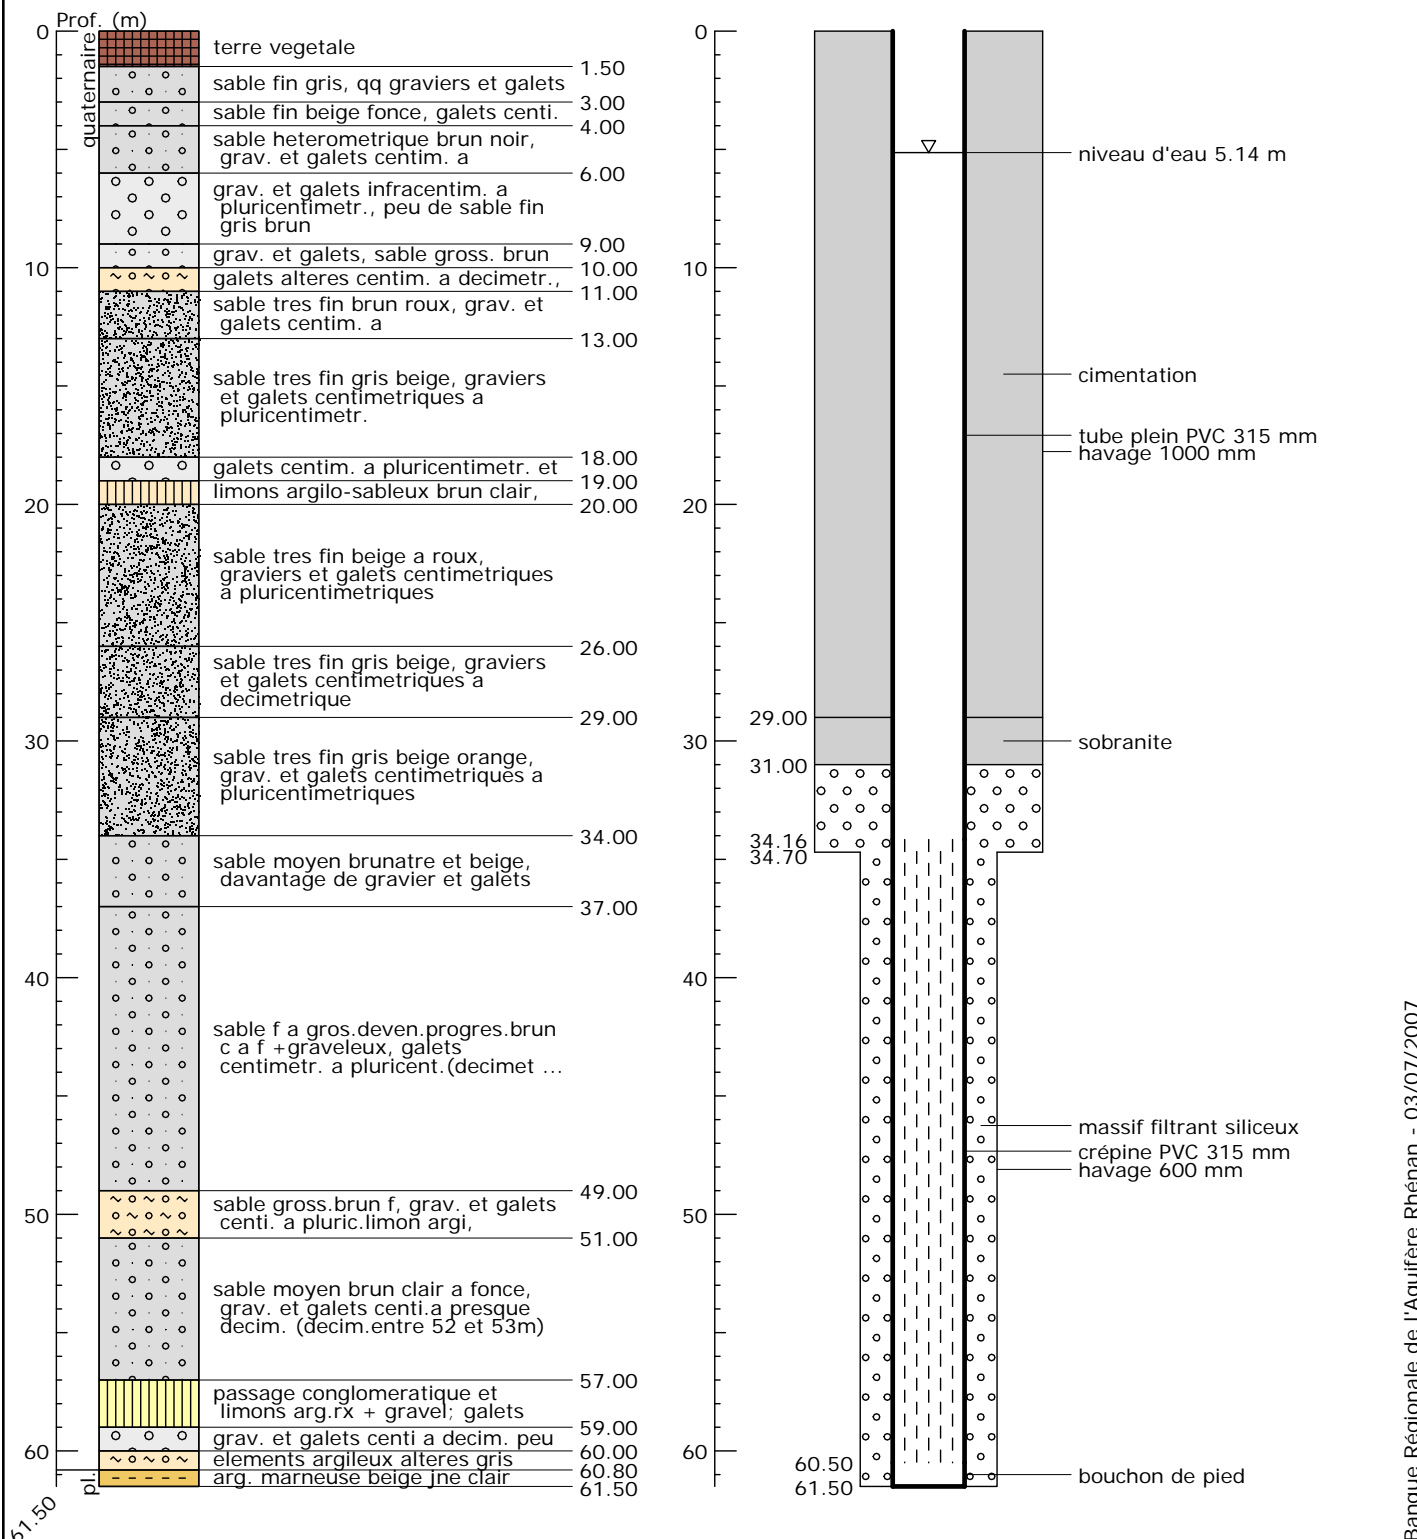 Prof. (m)
0
quaternaire
terre vegetale
1.50
sable fin gris, qq graviers et galets
3.00
sable fin beige fonce, galets centi.
4.00
sable heterometrique brun noir,
grav. et galets centim. a
6.00
grav. et galets infracentim. a
pluricentimetr., peu de sable fin
gris brun
9.00
grav. et galets, sable gross. brun
10
10.00
galets alteres centim. a decimetr.,
11.00
sable tres fin brun roux, grav. et
galets centim. a
13.00
sable tres fin gris beige, graviers
et galets centimetriques a
pluricentimetr.
18.00
galets centim. a pluricentimetr. et
19.00
limons argilo-sableux brun clair,
20
20.00
sable tres fin beige a roux,
graviers et galets centimetriques
a pluricentimetriques
26.00
sable tres fin gris beige, graviers
et galets centimetriques a
decimetrique
29.00
30
sable tres fin gris beige orange,
grav. et galets centimetriques a
pluricentimetriques
34.00
sable moyen brunatre et beige,
davantage de gravier et galets
37.00
40
sable f a gros.deven.progres.brun
c a f +graveleux, galets
centimetr. a pluricent.(decimet ...
49.00
sable gross.brun f, grav. et galets
centi. a pluric.limon argi,
50
51.00
sable moyen brun clair a fonce,
grav. et galets centi.a presque
decim. (decim.entre 52 et 53m)
57.00
passage conglomeratique et
limons arg.rx + gravel; galets
59.00
grav. et galets centi a decim. peu
60
60.00
elements argileux alteres gris
60.80
pl.
arg. marneuse beige jne clair
61.50
61.50
0
niveau d'eau 5.14 m
10
cimentation
tube plein PVC 315 mm
havage 1000 mm
20
29.00
30
sobranite
31.00
34.16
34.70
40
massif filtrant siliceux
crépine PVC 315 mm
havage 600 mm
50
60
60.50
bouchon de pied
61.50
Banque Régionale de l'Aquifère Rhénan - 03/07/2007